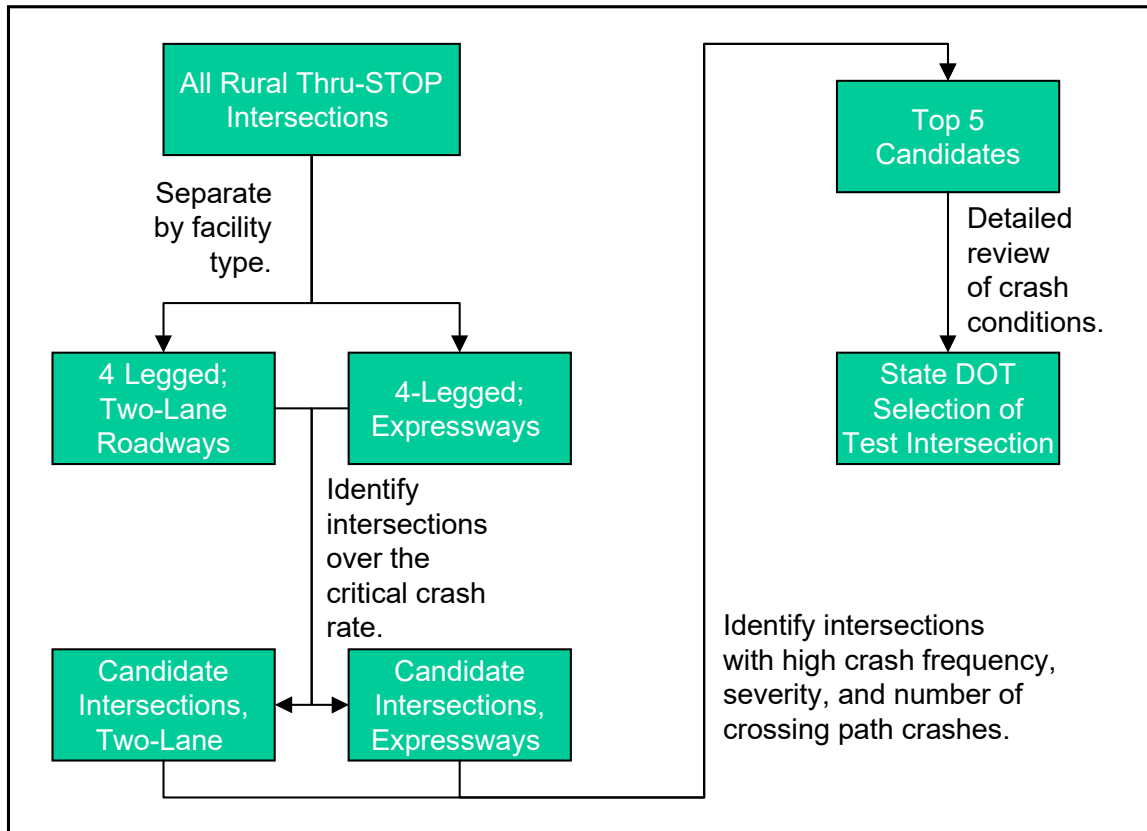 All Rural Thru-STOP
Intersections
Separate
by facility
type.
4 Legged;
Two-Lane
Roadways
4-Legged;
Expressways
Identify
intersections
over the
critical crash
rate.
Candidate
Intersections,
Two-Lane
Candidate
Intersections,
Expressways
Identify intersections
with high crash frequency,
severity, and number of
crossing path crashes.
Top 5
Candidates
Detailed
review
of crash
conditions.
State DOT
Selection of
Test Intersection